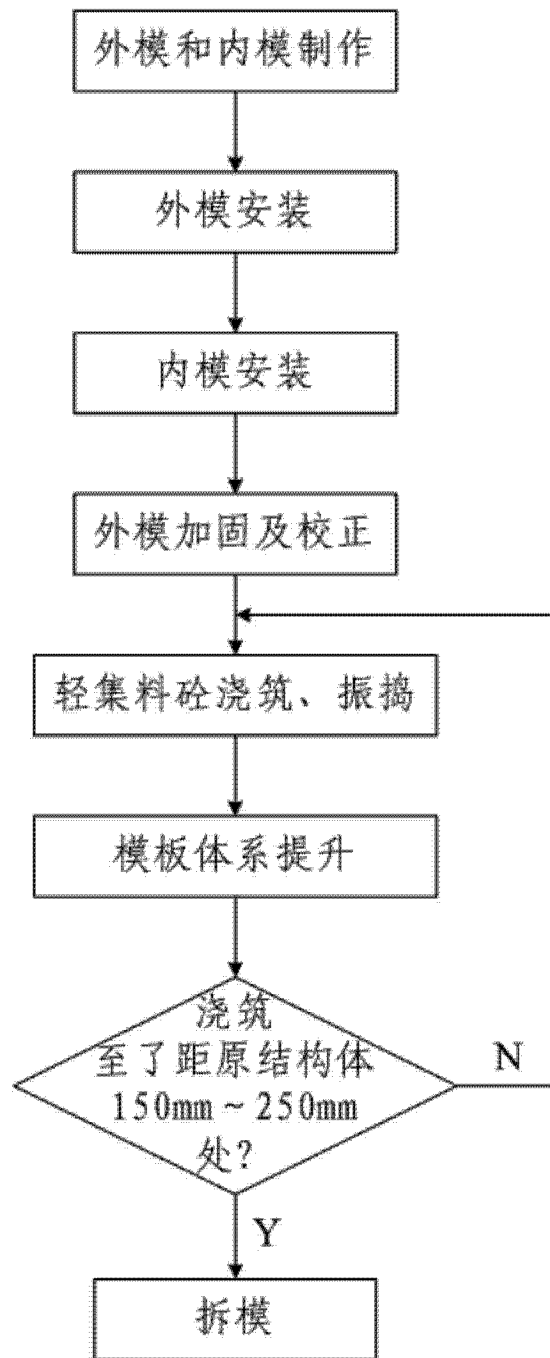 外模和内模制作
外模安装
内模安装
外模加固及校正
轻集料砼浇筑、振捣
模板体系提升
浇筑
至了距原结构体
150mm~250mm
处?
N
Y
拆模